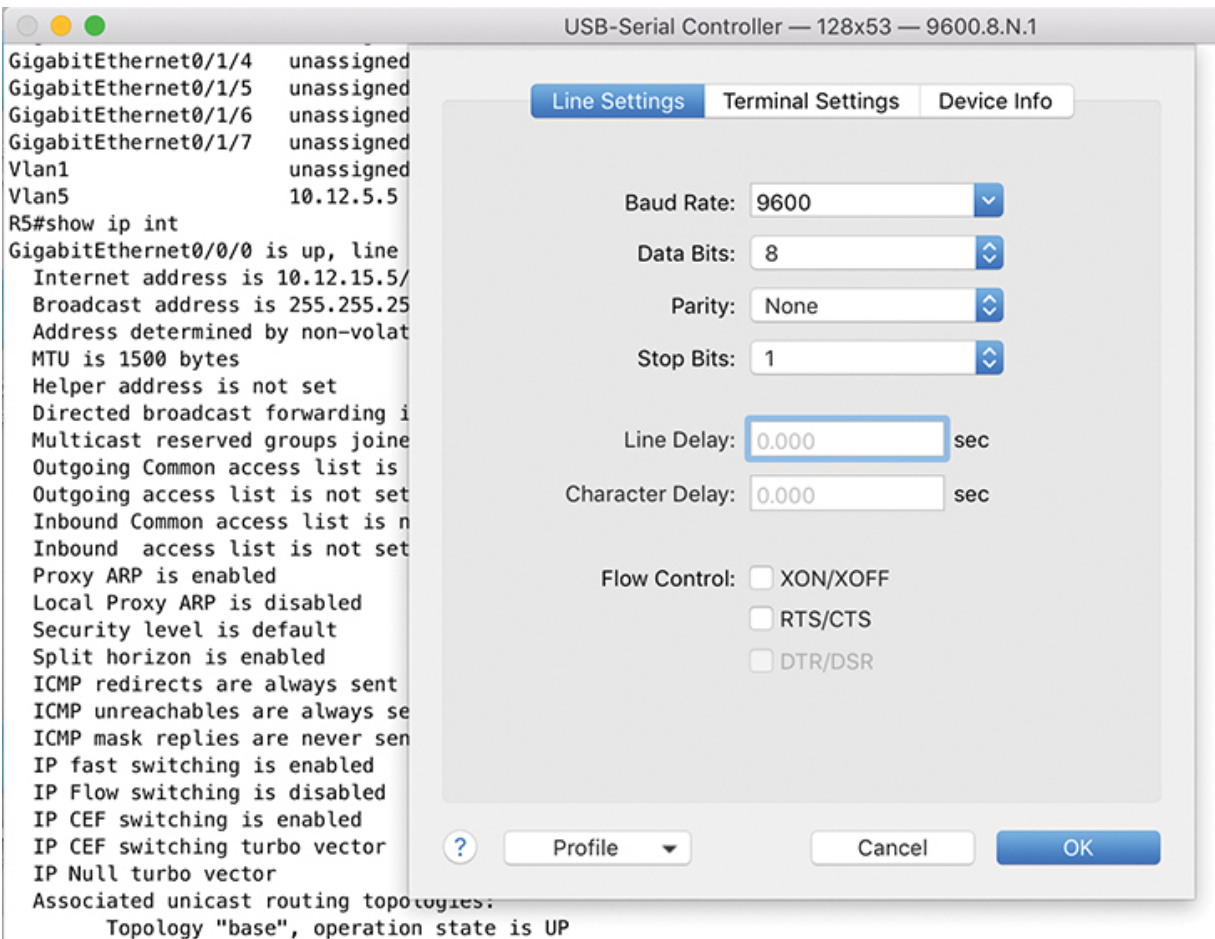 USB-Serial Controller — 128x53 — 9600.8.N.1
GigabitEthernet0/1/4 unassigned
GigabitEthernet0/1/5 unassigned
GigabitEthernet0/1/6 unassigned
GigabitEthernet0/1/7 unassigned
Vlan1 unassigned
Vlan5 10.12.5.5
R5#show ip int
GigabitEthernet0/0/0 is up, line
Internet address is 10.12.15.5/
Broadcast address is 255.255.25
Address determined by non-volat
MTU is 1500 bytes
Helper address is not set
Directed broadcast forwarding i
Multicast reserved groups joine
Outgoing Common access list is
Outgoing access list is not set
Inbound Common access list is n
Inbound  access list is not set
Proxy ARP is enabled
Local Proxy ARP is disabled
Security level is default
Split horizon is enabled
ICMP redirects are always sent
ICMP unreachables are always se
ICMP mask replies are never sen
IP fast switching is enabled
IP Flow switching is disabled
IP CEF switching is enabled
IP CEF switching turbo vector
IP Null turbo vector
Associated unicast routing topologies:
Topology "base", operation state is UP
Line Settings Terminal Settings Device Info
Baud Rate: 9600
Data Bits: 8
Parity: None
Stop Bits: 1
Line Delay: 0.000 sec
Character Delay: 0.000 sec
Flow Control: XON/XOFF
RTS/CTS
DTR/DSR
? Profile Cancel OK